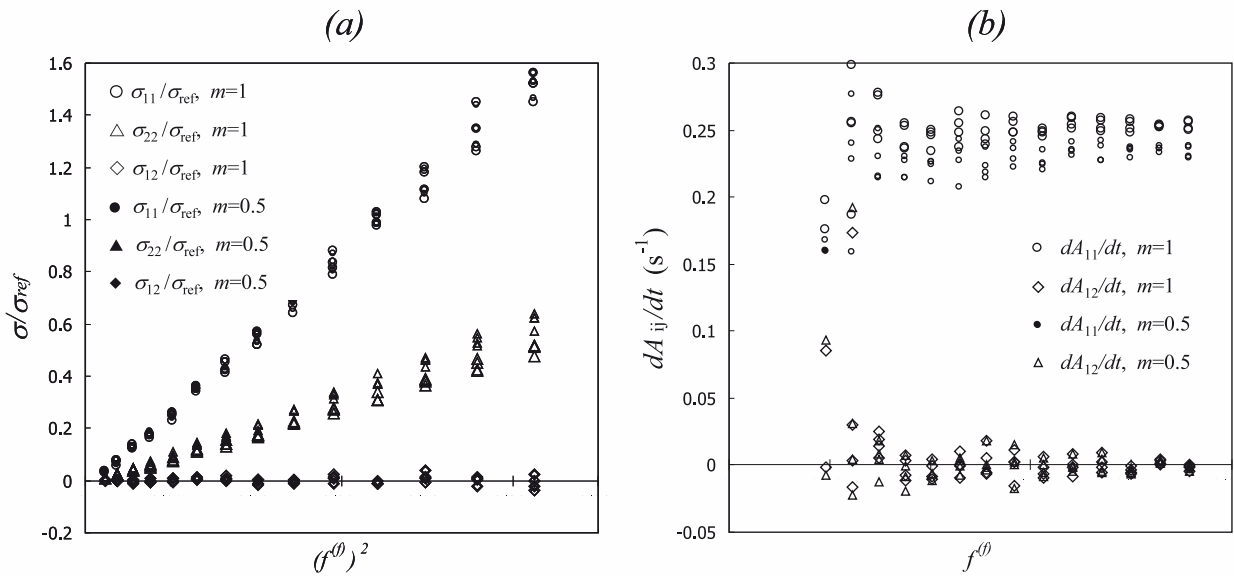 (a)
1.6
1.4
1.2
1
0.8
0.6
0.4
0.2
0
-0.2
σ/σref
○ σ11/σref, m=1
△ σ22/σref, m=1
◇ σ12/σref, m=1
● σ11/σref, m=0.5
▲ σ22/σref, m=0.5
◆ σ12/σref, m=0.5
(f(f))2
(b)
0.3
0.25
0.2
0.15
0.1
0.05
0
-0.05
dAij/dt (s-1)
○ dA11/dt, m=1
◇ dA12/dt, m=1
● dA11/dt, m=0.5
△ dA12/dt, m=0.5
f(f)